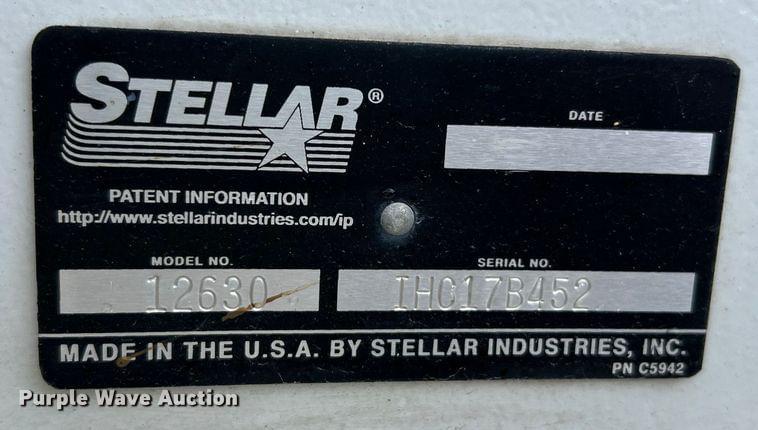 STELLAR®
DATE
PATENT INFORMATION
http://www.stellarindustries.com/ip
MODEL NO.
12630
SERIAL NO.
IHC17B452
MADE IN THE U.S.A. BY STELLAR INDUSTRIES, INC.
PN C5942
Purple Wave Auction